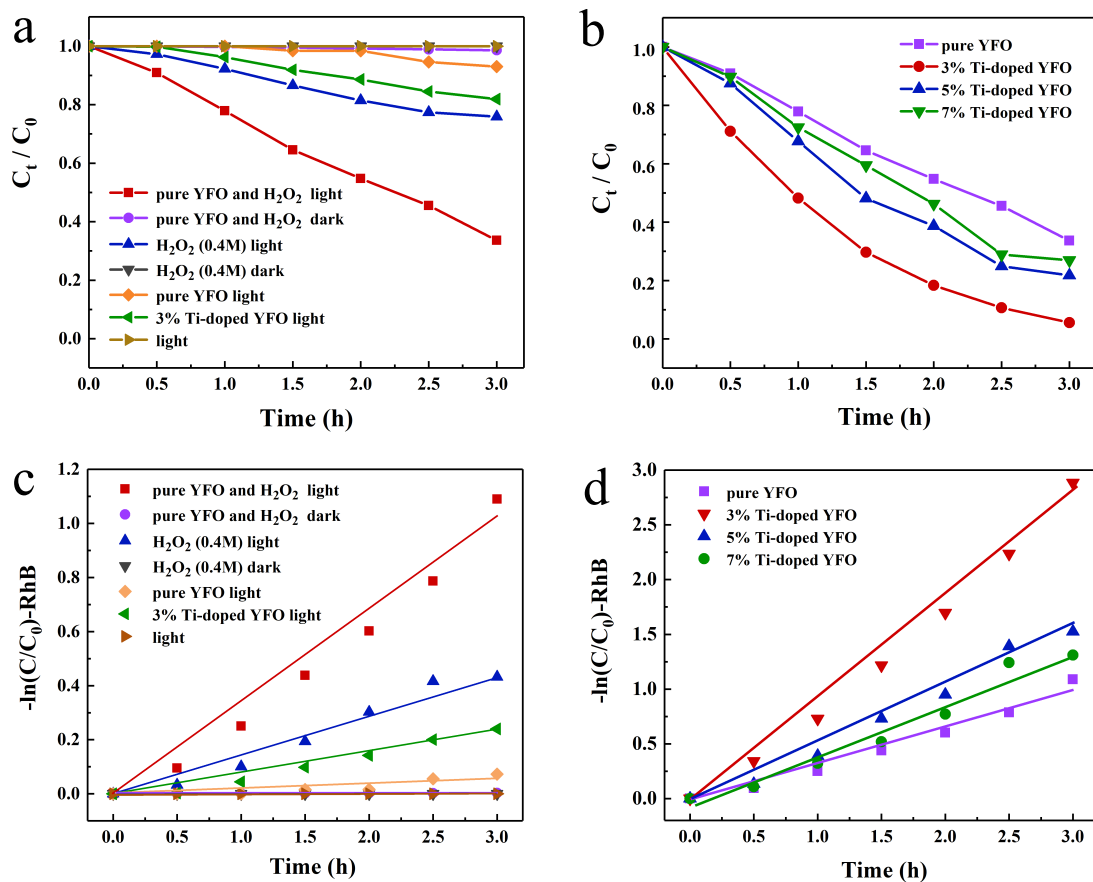 a
C_t / C_0
1.0
0.8
0.6
0.4
0.2
0.0
pure YFO and H₂O₂ light
pure YFO and H₂O₂ dark
H₂O₂ (0.4M) light
H₂O₂ (0.4M) dark
pure YFO light
3% Ti-doped YFO light
light
0.0 0.5 1.0 1.5 2.0 2.5 3.0
Time (h)
b
C_t / C_0
1.0
0.8
0.6
0.4
0.2
0.0
pure YFO
3% Ti-doped YFO
5% Ti-doped YFO
7% Ti-doped YFO
0.0 0.5 1.0 1.5 2.0 2.5 3.0
Time (h)
c
-ln(C/C₀)-RhB
1.2
1.0
0.8
0.6
0.4
0.2
0.0
pure YFO and H₂O₂ light
pure YFO and H₂O₂ dark
H₂O₂ (0.4M) light
H₂O₂ (0.4M) dark
pure YFO light
3% Ti-doped YFO light
light
0.0 0.5 1.0 1.5 2.0 2.5 3.0
Time (h)
d
-ln(C/C₀)-RhB
3.0
2.5
2.0
1.5
1.0
0.5
0.0
pure YFO
3% Ti-doped YFO
5% Ti-doped YFO
7% Ti-doped YFO
0.0 0.5 1.0 1.5 2.0 2.5 3.0
Time (h)